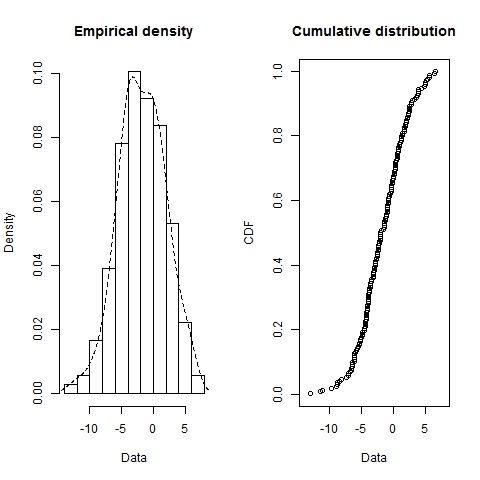 Empirical density
Density
0.00
0.02
0.04
0.06
0.08
0.10
-10 -5 0 5
Data
Cumulative distribution
CDF
0.0
0.2
0.4
0.6
0.8
1.0
-10 -5 0 5
Data